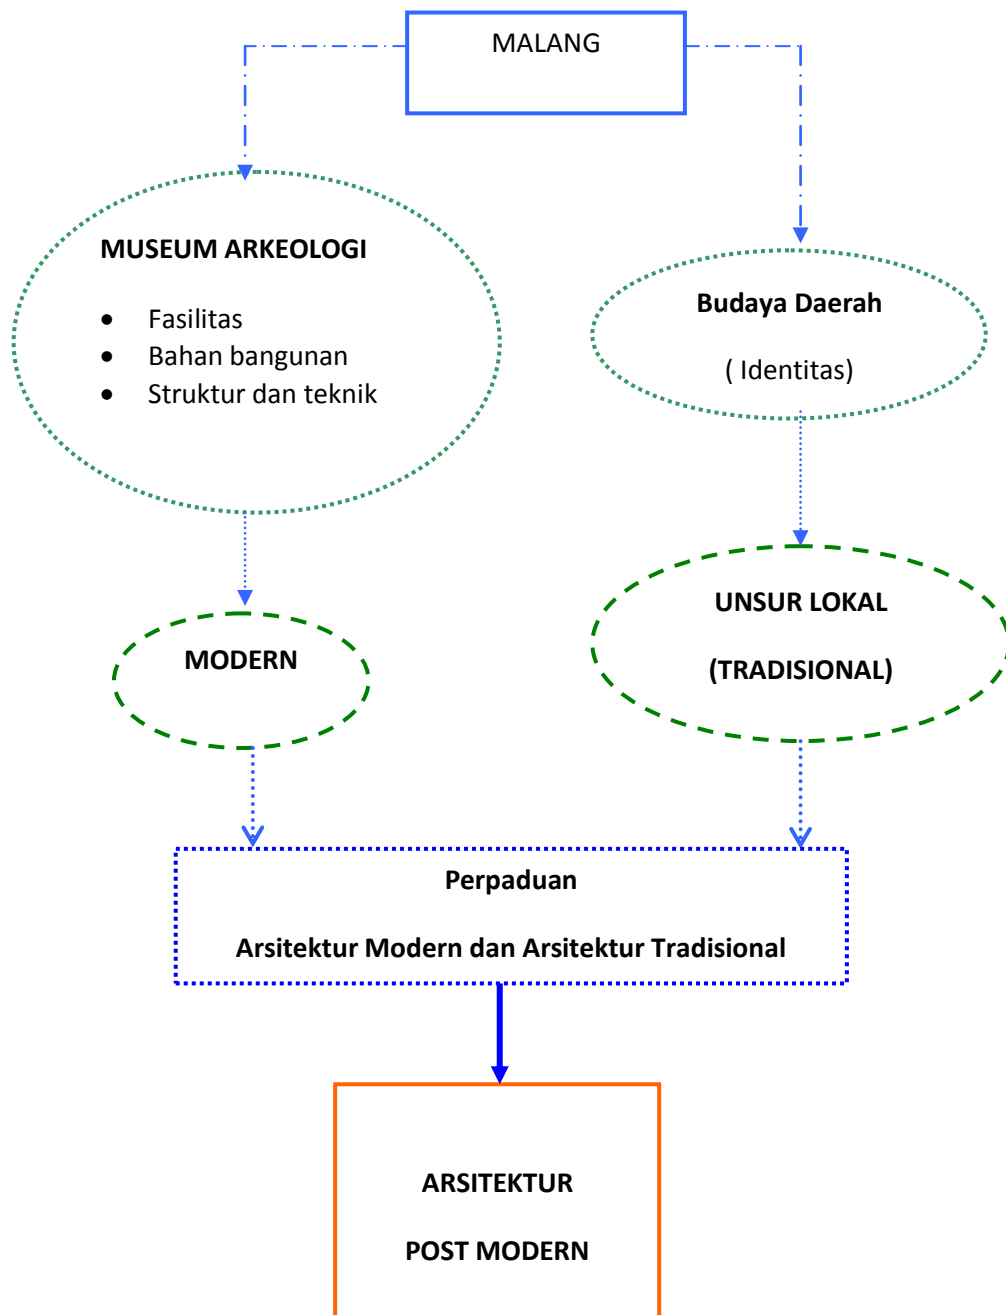 MALANG
MUSEUM ARKEOLOGI
• Fasilitas
• Bahan bangunan
• Struktur dan teknik
Budaya Daerah
( Identitas)
MODERN
UNSUR LOKAL
(TRADISIONAL)
Perpaduan
Arsitektur Modern dan Arsitektur Tradisional
ARSITEKTUR
POST MODERN